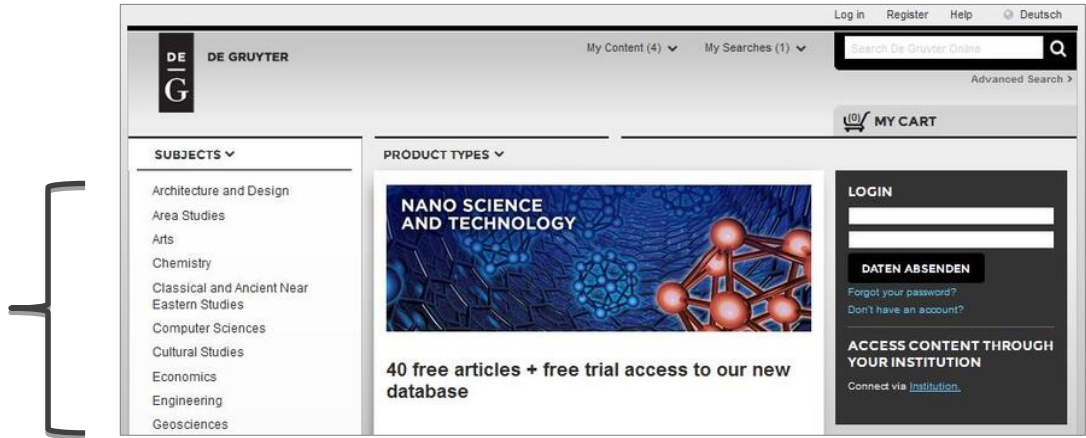 Log in Register Help Deutsch
DE
G
DE GRUYTER
My Content (4) My Searches (1)
Search De Gruyter Online
Advanced Search >
(0) MY CART
SUBJECTS
PRODUCT TYPES
Architecture and Design
Area Studies
Arts
Chemistry
Classical and Ancient Near
Eastern Studies
Computer Sciences
Cultural Studies
Economics
Engineering
Geosciences
NANO SCIENCE
AND TECHNOLOGY
40 free articles + free trial access to our new
database
LOGIN
DATEN ABSENDEN
Forgot your password?
Don't have an account?
ACCESS CONTENT THROUGH
YOUR INSTITUTION
Connect via Institution.